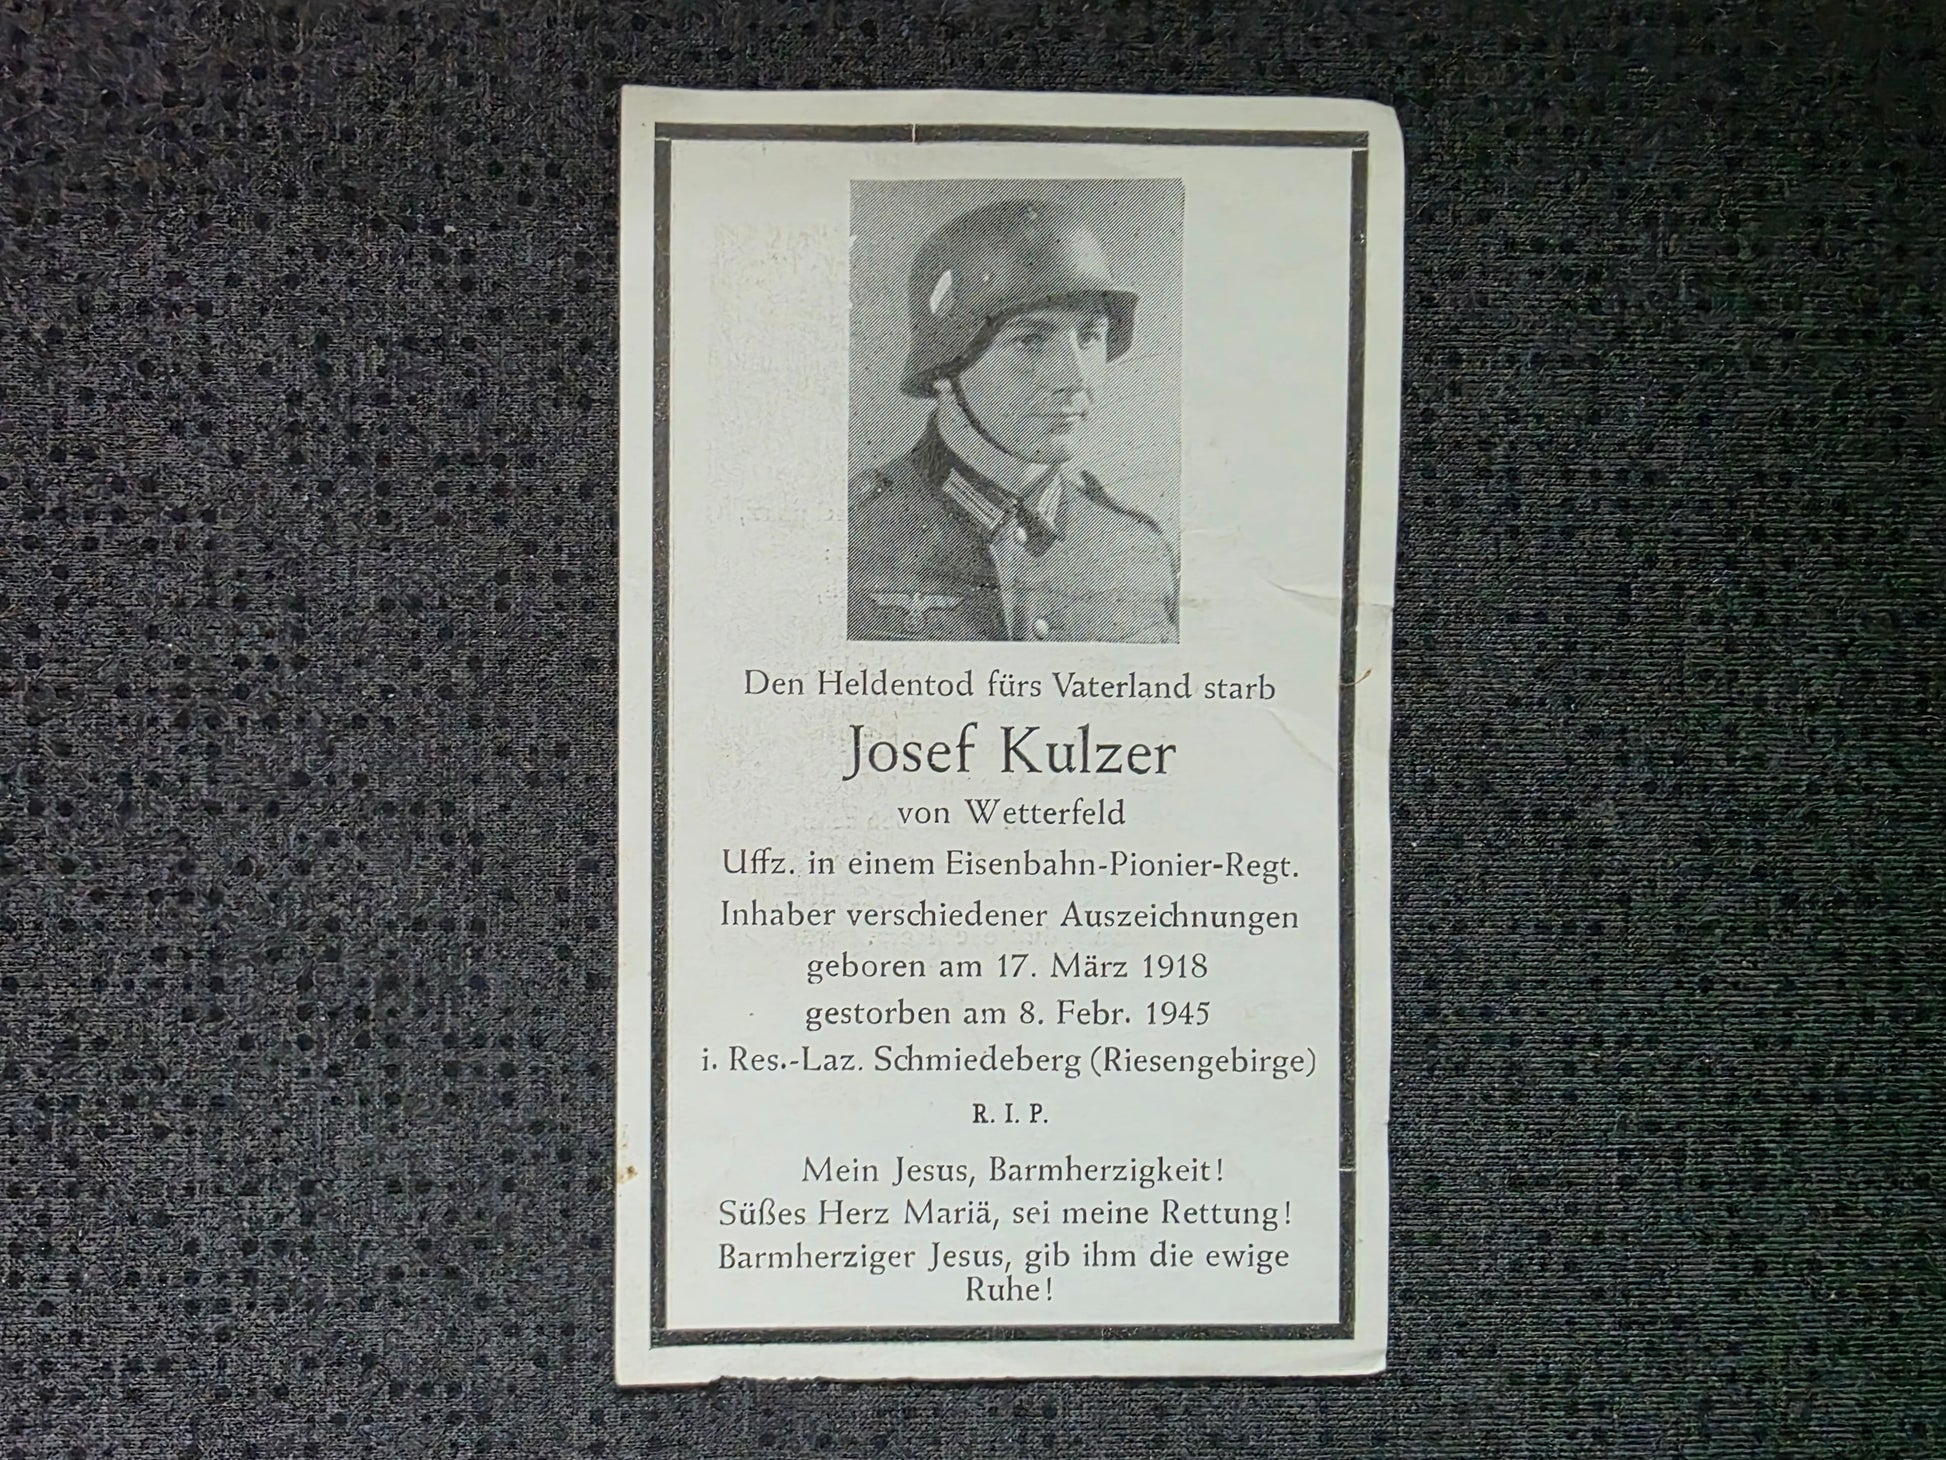 Den Heldentod fürs Vaterland starb
Josef Kulzer
von Wetterfeld
Uffz. in einem Eisenbahn-Pionier-Regt.
Inhaber verschiedener Auszeichnungen
geboren am 17. März 1918
gestorben am 8. Febr. 1945
i. Res.-Laz. Schmiedeberg (Riesengebirge)
R. I. P.
Mein Jesus, Barmherzigkeit!
Süßes Herz Mariä, sei meine Rettung!
Barmherziger Jesus, gib ihm die ewige
Ruhe!